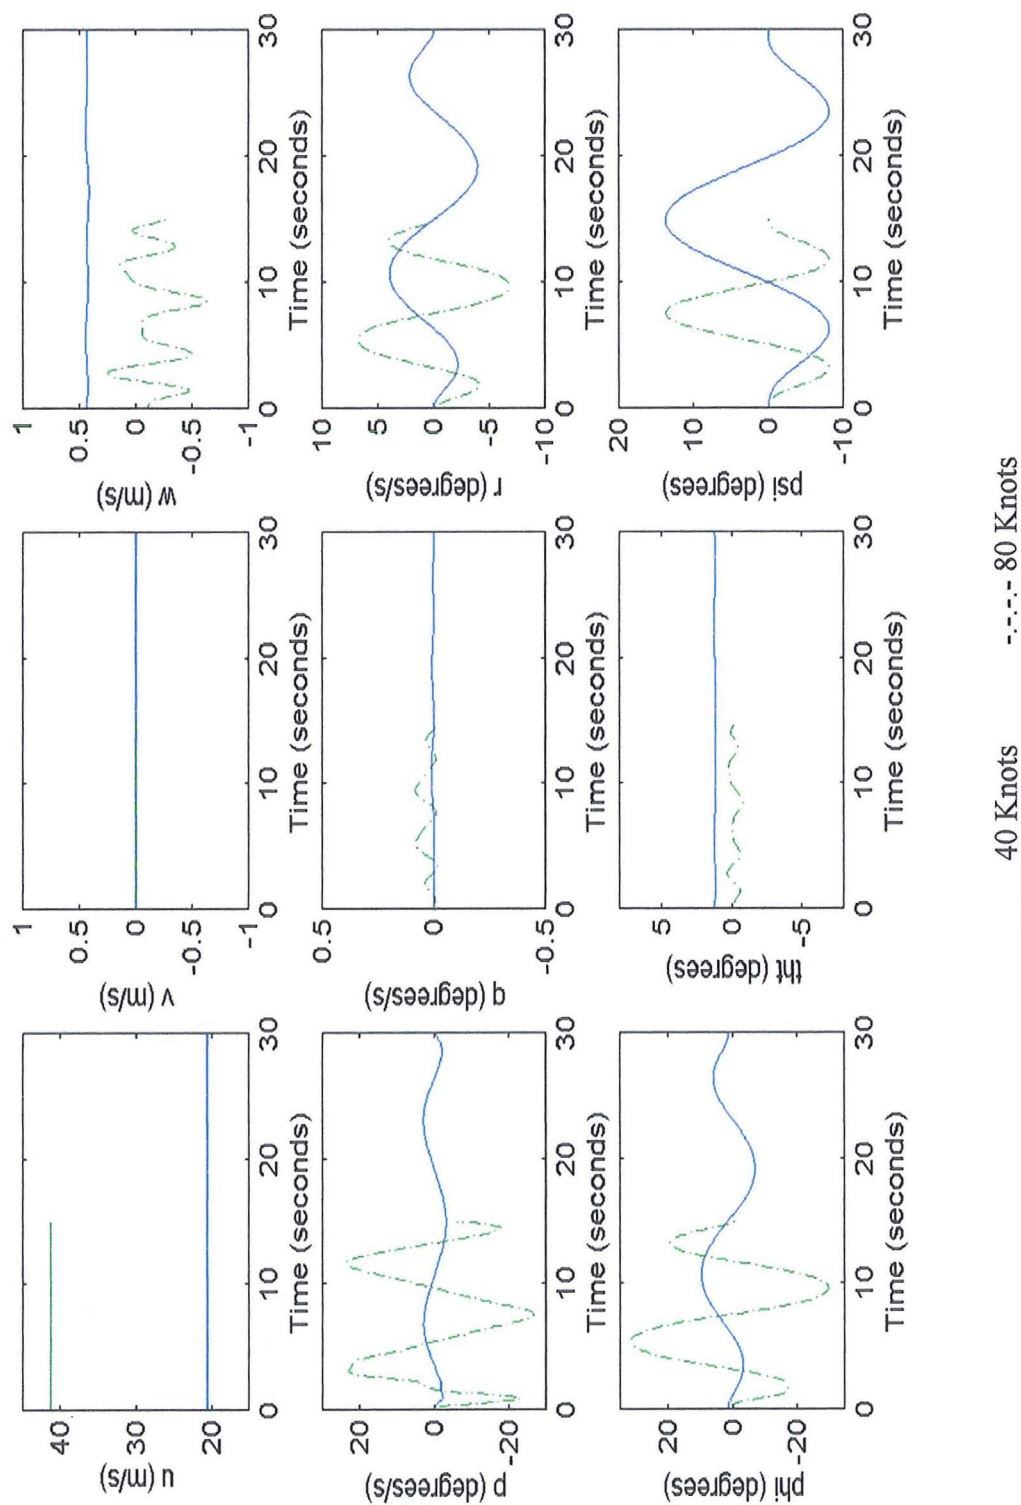 u (m/s)
40
20
0 10 20 30
Time (seconds)
v (m/s)
1
0.5
0
-0.5
-1
0 10 20 30
Time (seconds)
w (m/s)
1
0.5
0
-0.5
-1
0 10 20 30
Time (seconds)
p (degrees/s)
20
0
-20
0 10 20 30
Time (seconds)
q (degrees/s)
0.5
0
-0.5
0 10 20 30
Time (seconds)
r (degrees/s)
10
5
0
-5
-10
0 10 20 30
Time (seconds)
phi (degrees)
20
0
-20
0 10 20 30
Time (seconds)
tht (degrees)
5
0
-5
0 10 20 30
Time (seconds)
psi (degrees)
20
10
0
-10
0 10 20 30
Time (seconds)
40 Knots -.-.-.- 80 Knots